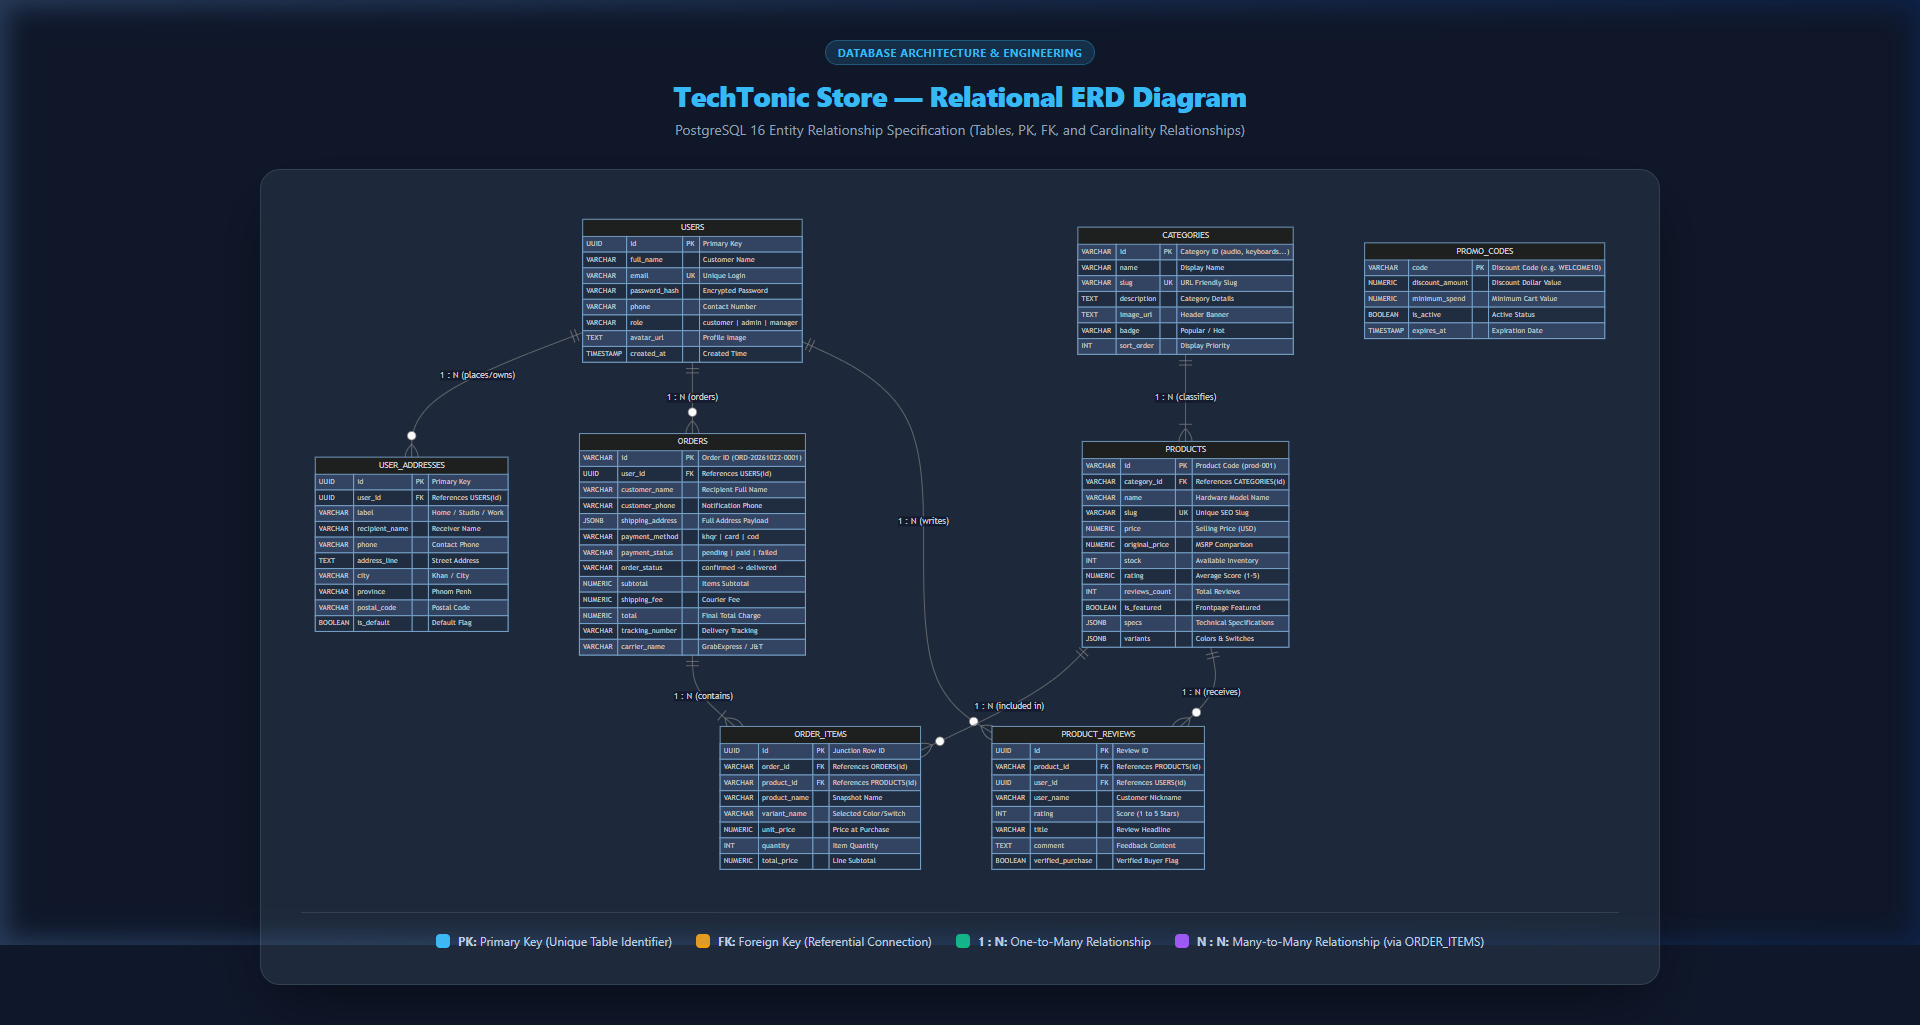 DATABASE ARCHITECTURE & ENGINEERING
TechTonic Store — Relational ERD Diagram
PostgreSQL 16 Entity Relationship Specification (Tables, PK, FK, and Cardinality Relationships)
USERS
UUID id PK Primary Key
VARCHAR full_name Customer Name
VARCHAR email UK Unique Login
VARCHAR password_hash Encrypted Password
VARCHAR phone Contact Number
VARCHAR role customer | admin | manager
TEXT avatar_url Profile Image
TIMESTAMP created_at Created Time
CATEGORIES
VARCHAR id PK Category ID (audio, keyboards...)
VARCHAR name Display Name
VARCHAR slug UK URL Friendly Slug
TEXT description Category Details
TEXT image_url Header Banner
VARCHAR badge Popular / Hot
INT sort_order Display Priority
PROMO_CODES
VARCHAR code PK Discount Code (e.g. WELCOME10)
NUMERIC discount_amount Discount Dollar Value
NUMERIC minimum_spend Minimum Cart Value
BOOLEAN is_active Active Status
TIMESTAMP expires_at Expiration Date
1 : N (places/owns)
1 : N (orders)
1 : N (classifies)
USER_ADDRESSES
UUID id PK Primary Key
UUID user_id FK References USERS(id)
VARCHAR label Home / Studio / Work
VARCHAR recipient_name Receiver Name
VARCHAR phone Contact Phone
TEXT address_line Street Address
VARCHAR city Khan / City
VARCHAR province Phnom Penh
VARCHAR postal_code Postal Code
BOOLEAN is_default Default Flag
ORDERS
VARCHAR id PK Order ID (ORD-20261022-0001)
UUID user_id FK References USERS(id)
VARCHAR customer_name Recipient Full Name
VARCHAR customer_phone Notification Phone
JSONB shipping_address Full Address Payload
VARCHAR payment_method khqr | card | cod
VARCHAR payment_status pending | paid | failed
VARCHAR order_status confirmed -> delivered
NUMERIC subtotal Items Subtotal
NUMERIC shipping_fee Courier Fee
NUMERIC total Final Total Charge
VARCHAR tracking_number Delivery Tracking
VARCHAR carrier_name GrabExpress / J&T
1 : N (writes)
PRODUCTS
VARCHAR id PK Product Code (prod-001)
VARCHAR category_id FK References CATEGORIES(id)
VARCHAR name Hardware Model Name
VARCHAR slug UK Unique SEO Slug
NUMERIC price Selling Price (USD)
NUMERIC original_price MSRP Comparison
INT stock Available Inventory
NUMERIC rating Average Score (1-5)
INT reviews_count Total Reviews
BOOLEAN is_featured Frontpage Featured
JSONB specs Technical Specifications
JSONB variants Colors & Switches
1 : N (contains)
1 : N (included in)
1 : N (receives)
ORDER_ITEMS
UUID id PK Junction Row ID
VARCHAR order_id FK References ORDERS(id)
VARCHAR product_id FK References PRODUCTS(id)
VARCHAR product_name Snapshot Name
VARCHAR variant_name Selected Color/Switch
NUMERIC unit_price Price at Purchase
INT quantity Item Quantity
NUMERIC total_price Line Subtotal
PRODUCT_REVIEWS
UUID id PK Review ID
VARCHAR product_id FK References PRODUCTS(id)
UUID user_id FK References USERS(id)
VARCHAR user_name Customer Nickname
INT rating Score (1 to 5 Stars)
VARCHAR title Review Headline
TEXT comment Feedback Content
BOOLEAN verified_purchase Verified Buyer Flag
PK: Primary Key (Unique Table Identifier)
FK: Foreign Key (Referential Connection)
1 : N: One-to-Many Relationship
N : N: Many-to-Many Relationship (via ORDER_ITEMS)